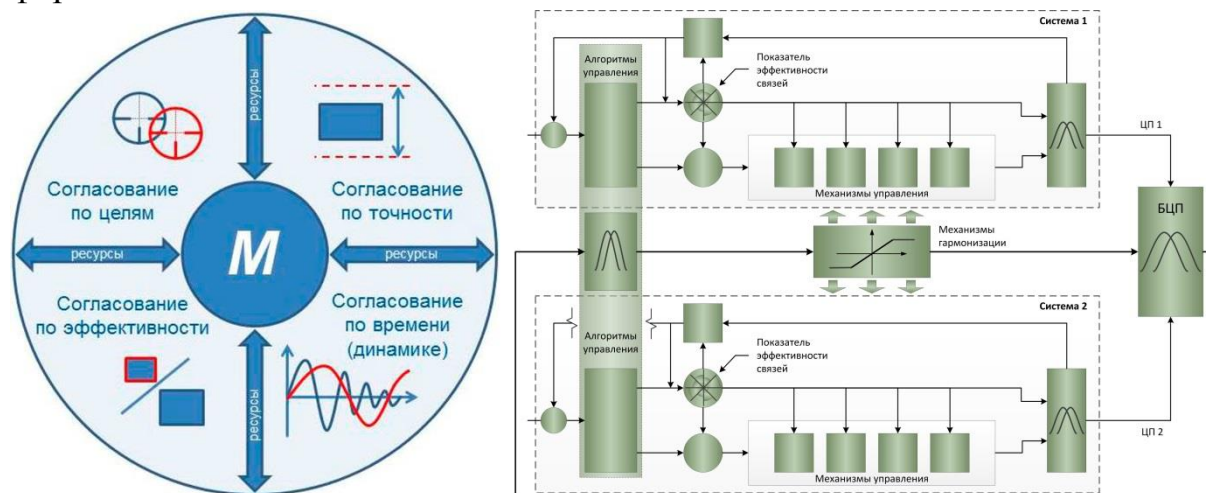 ресурсы
Согласование
по целям
Согласование
по точности
ресурсы
М
ресурсы
Согласование
по эффективности
Согласование
по времени
(динамике)
ресурсы
Система 1
Алгоритмы
управления
Показатель
эффективности
связей
Механизмы управления
ЦП 1
БЦП
Механизмы
гармонизации
Система 2
Алгоритмы
управления
Показатель
эффективности
связей
Механизмы управления
ЦП 2